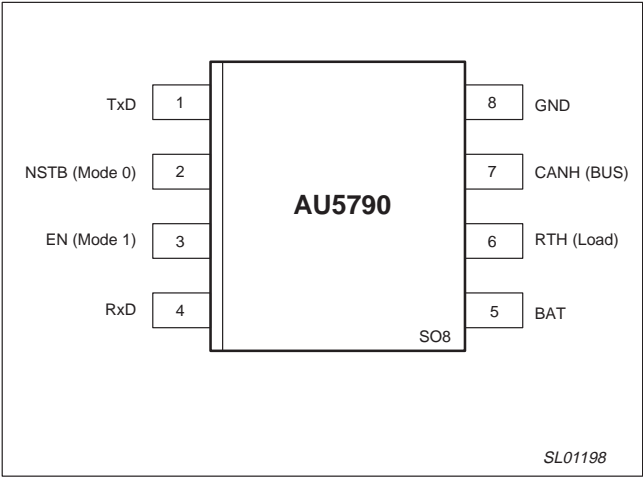 TxD 1 8 GND
NSTB (Mode 0) 2 7 CANH (BUS)
AU5790
EN (Mode 1) 3 6 RTH (Load)
RxD 4 5 BAT
SO8
SL01198